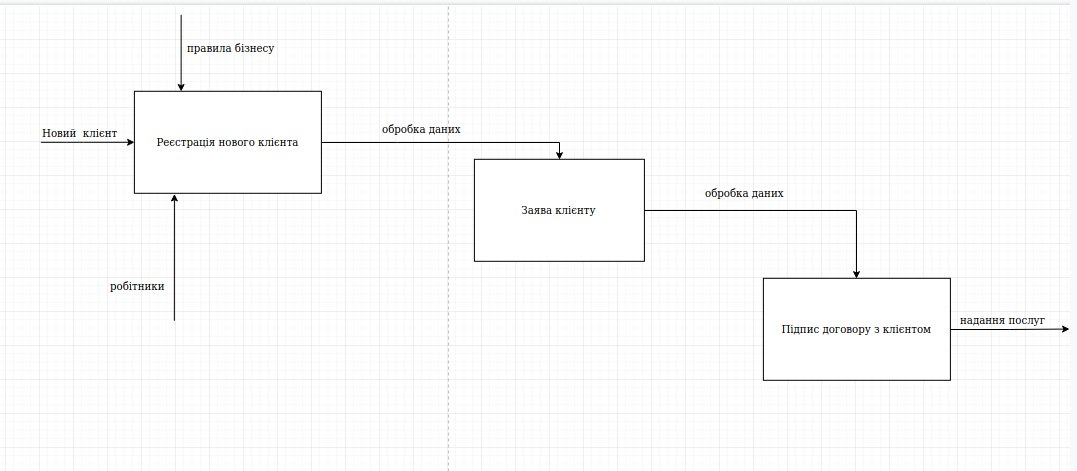 правила бізнесу
Новий клієнт
Реєстрація нового клієнта
обробка даних
робітники
Заява клієнту
обробка даних
Підпис договору з клієнтом
надання послуг